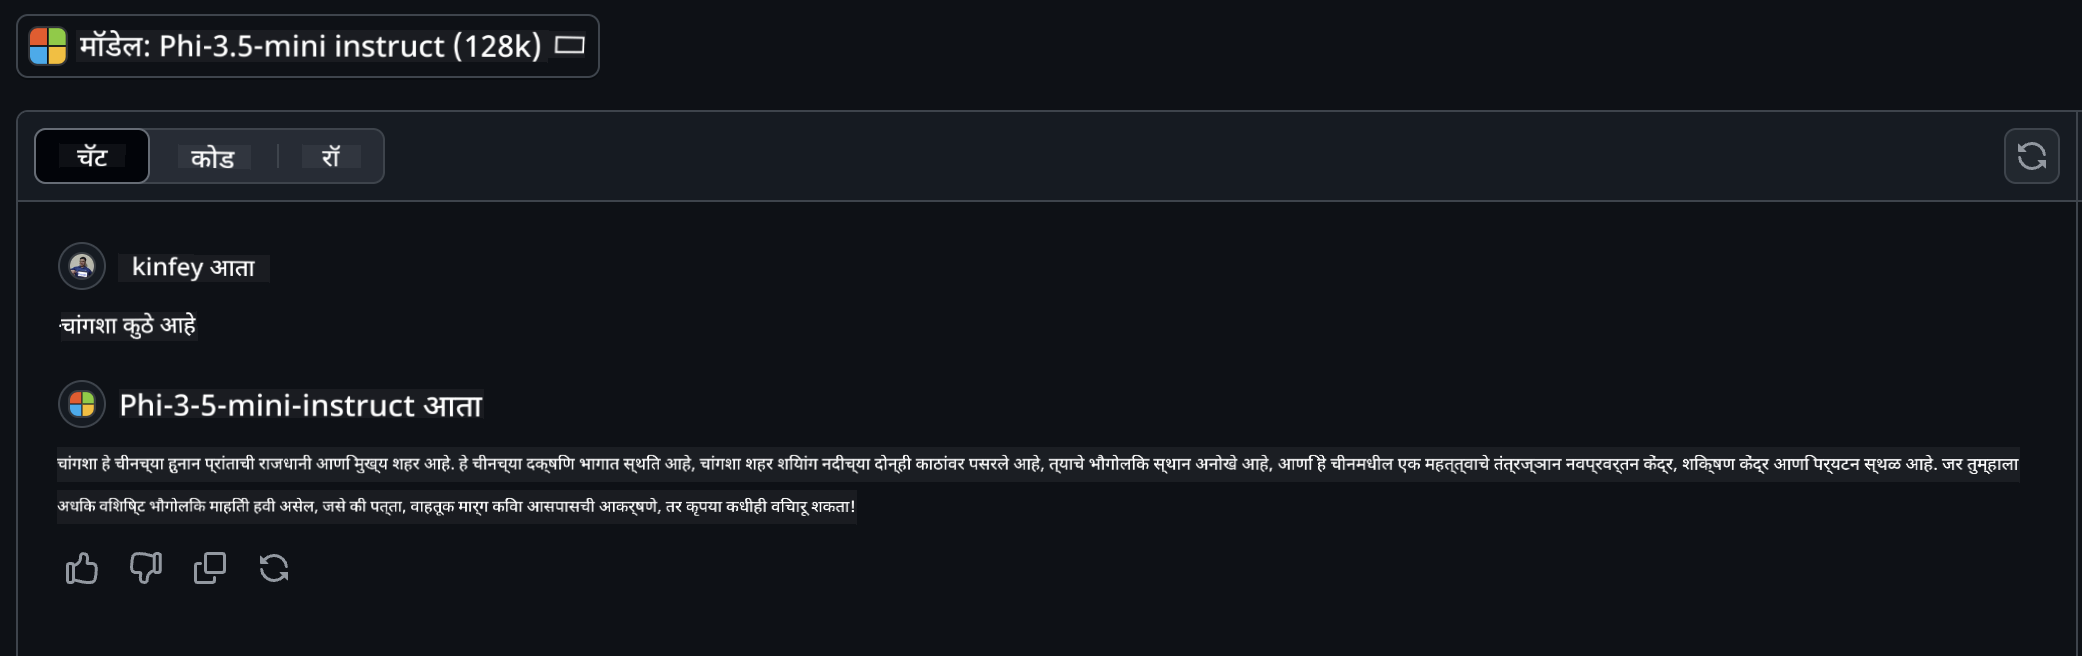 मॉडेल: Phi-3.5-mini instruct (128k)
चॅट कोड रॉ
kinfey आता
चांगशा कुठे आहे
Phi-3-5-mini-instruct आता
चांगशा हे चीनच्या हुनान प्रांताची राजधानी आणि मुख्य शहर आहे. हे चीनच्या दक्षिण भागात स्थित आहे, चांगशा शहर शियांग नदीच्या दोन्ही काठांवर पसरले आहे, त्याचे भौगोलिक स्थान अनोखे आहे, आणि हे चीनमधील एक महत्त्वाचे तंत्रज्ञान नवप्रवर्तन केंद्र, शिक्षण केंद्र आणि पर्यटन स्थळ आहे. जर तुम्हाला
अधिक विशिष्ट भौगोलिक माहिती हवी असेल, जसे की पत्ता, वाहतूक मार्ग किंवा आसपासची आकर्षणे, तर कृपया कधीही विचारू शकता!